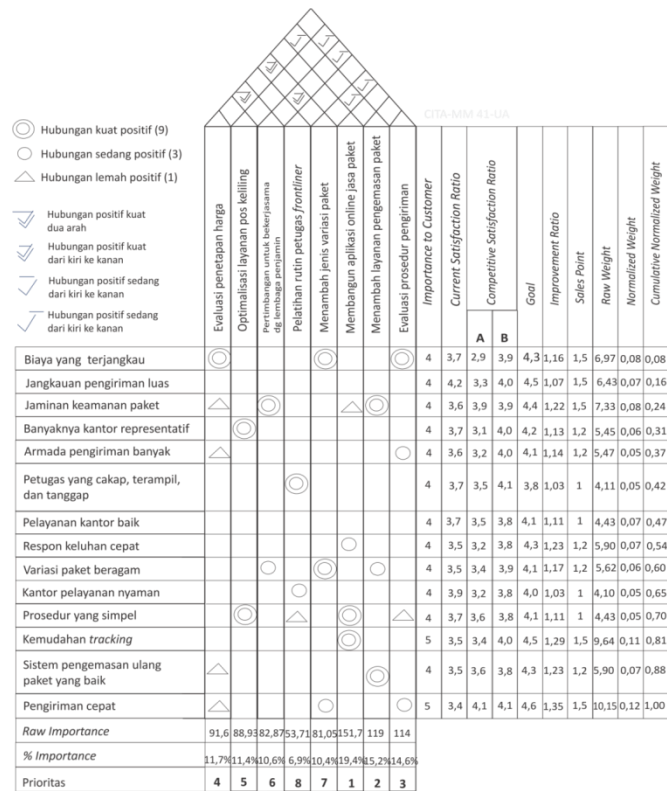 CITA-MM 41-UA
Hubungan kuat positif (9)
Hubungan sedang positif (3)
Hubungan lemah positif (1)
Hubungan positif kuat
dua arah
Hubungan positif kuat
dari kiri ke kanan
Hubungan positif sedang
dari kiri ke kanan
Hubungan positif sedang
dari kiri ke kanan
Evaluasi penetapan harga
Optimalisasi layanan pos keliling
Pertimbangan untuk bekerjasama
dg lembaga penjamin
Pelatihan rutin petugas frontliner
Menambah jenis variasi paket
Membangun aplikasi online jasa paket
Menambah layanan pengemasan paket
Evaluasi prosedur pengiriman
Importance to Customer
Current Satisfaction Ratio
Competitive Satisfaction Ratio
Goal
Improvement Ratio
Sales Point
Raw Weight
Normalized Weight
Cumulative Normalized Weight
A B
Biaya yang terjangkau 4 3,7 2,9 3,9 4,3 1,16 1,5 6,97 0,08 0,08
Jangkauan pengiriman luas 4 4,2 3,3 4,0 4,5 1,07 1,5 6,43 0,07 0,16
Jaminan keamanan paket 4 3,6 3,9 3,9 4,4 1,22 1,5 7,33 0,08 0,24
Banyaknya kantor representatif 4 3,7 3,1 4,0 4,2 1,13 1,2 5,45 0,06 0,31
Armada pengiriman banyak 4 3,6 3,2 4,0 4,1 1,14 1,2 5,47 0,05 0,37
Petugas yang cakap, terampil,
dan tanggap 4 3,7 3,5 4,1 3,8 1,03 1 4,11 0,05 0,42
Pelayanan kantor baik 4 3,7 3,5 3,8 4,1 1,11 1 4,43 0,07 0,47
Respon keluhan cepat 4 3,5 3,2 3,8 4,3 1,23 1,2 5,90 0,07 0,54
Variasi paket beragam 4 3,5 3,4 3,9 4,1 1,17 1,2 5,62 0,06 0,60
Kantor pelayanan nyaman 4 3,9 3,2 3,8 4,0 1,03 1 4,10 0,05 0,65
Prosedur yang simpel 4 3,7 3,6 3,8 4,1 1,11 1 4,43 0,05 0,70
Kemudahan tracking 5 3,5 3,4 4,0 4,5 1,29 1,5 9,64 0,11 0,81
Sistem pengemasan ulang
paket yang baik 4 3,5 3,6 3,8 4,3 1,23 1,2 5,90 0,07 0,88
Pengiriman cepat 5 3,4 4,1 4,1 4,6 1,35 1,5 10,15 0,12 1,00
Raw Importance 91,6 88,93 82,87 53,71 81,05 151,7 119 114
% Importance 11,7% 11,4% 10,6% 6,9% 10,4% 19,4% 15,2% 14,6%
Prioritas 4 5 6 8 7 1 2 3